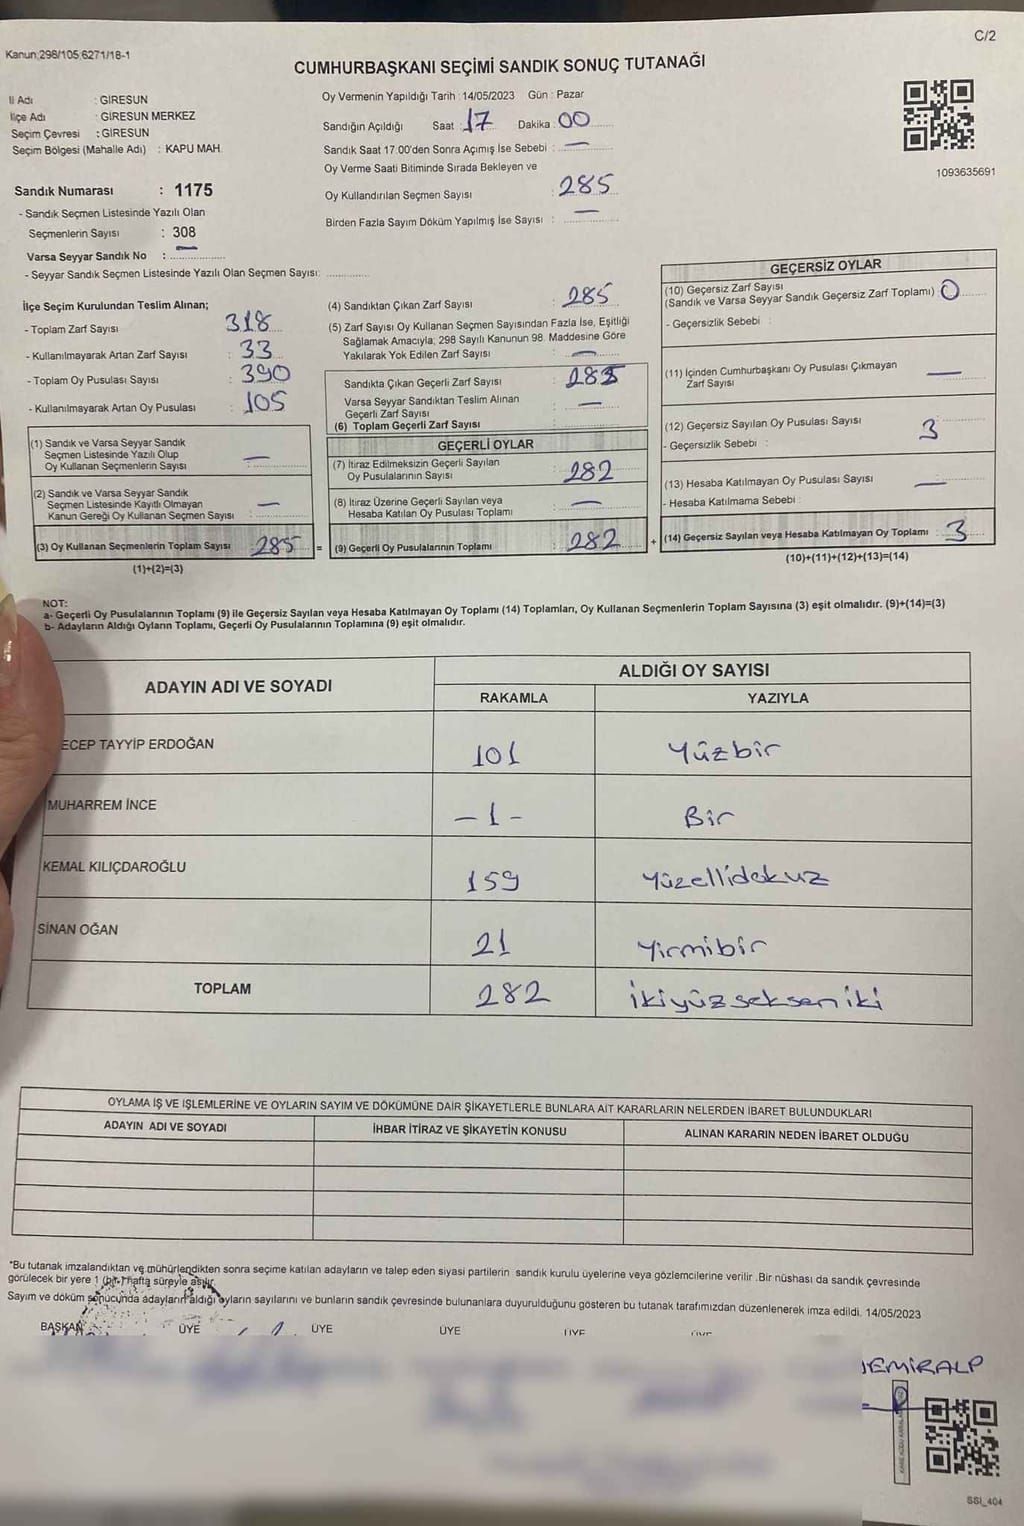 C/2
Kanun:298/105,6271/18-1
CUMHURBAŞKANI SEÇİMİ SANDIK SONUÇ TUTANAĞI
İl Adı : GİRESUN
İlçe Adı : GİRESUN MERKEZ
Seçim Çevresi : GİRESUN
Seçim Bölgesi (Mahalle Adı) : KAPU MAH.
Sandık Numarası : 1175
- Sandık Seçmen Listesinde Yazılı Olan
Seçmenlerin Sayısı : 308
Varsa Seyyar Sandık No : —
- Seyyar Sandık Seçmen Listesinde Yazılı Olan Seçmen Sayısı:
Oy Vermenin Yapıldığı Tarih : 14/05/2023 Gün : Pazar
Sandığın Açıldığı Saat : 17 Dakika : 00
Sandık Saat 17.00'den Sonra Açımış İse Sebebi : —
Oy Verme Saati Bitiminde Sırada Bekleyen ve
Oy Kullandırılan Seçmen Sayısı : 285
Birden Fazla Sayım Döküm Yapılmış İse Sayısı : —
1093635691
İlçe Seçim Kurulundan Teslim Alınan;
- Toplam Zarf Sayısı : 318
- Kullanılmayarak Artan Zarf Sayısı : 33
- Toplam Oy Pusulası Sayısı : 390
- Kullanılmayarak Artan Oy Pusulası : 105
(1) Sandık ve Varsa Seyyar Sandık
Seçmen Listesinde Yazılı Olup
Oy Kullanan Seçmenlerin Sayısı : —
(2) Sandık ve Varsa Seyyar Sandık
Seçmen Listesinde Kayıtlı Olmayan
Kanun Gereği Oy Kullanan Seçmen Sayısı : —
(3) Oy Kullanan Seçmenlerin Toplam Sayısı : 285 =
(1)+(2)=(3)
(4) Sandıktan Çıkan Zarf Sayısı : 285
(5) Zarf Sayısı Oy Kullanan Seçmen Sayısından Fazla İse, Eşitliği
Sağlamak Amacıyla; 298 Sayılı Kanunun 98. Maddesine Göre
Yakılarak Yok Edilen Zarf Sayısı : —
Sandıkta Çıkan Geçerli Zarf Sayısı : 285
Varsa Seyyar Sandıktan Teslim Alınan
Geçerli Zarf Sayısı : —
(6) Toplam Geçerli Zarf Sayısı
GEÇERLİ OYLAR
(7) İtiraz Edilmeksizin Geçerli Sayılan
Oy Pusulalarının Sayısı : 282
(8) İtiraz Üzerine Geçerli Sayılan veya
Hesaba Katılan Oy Pusulası Toplamı : —
(9) Geçerli Oy Pusulalarının Toplamı : 282 +
GEÇERSİZ OYLAR
(10) Geçersiz Zarf Sayısı
(Sandık ve Varsa Seyyar Sandık Geçersiz Zarf Toplamı) : 0
- Geçersizlik Sebebi :
(11) İçinden Cumhurbaşkanı Oy Pusulası Çıkmayan
Zarf Sayısı : —
(12) Geçersiz Sayılan Oy Pusulası Sayısı : 3
- Geçersizlik Sebebi :
(13) Hesaba Katılmayan Oy Pusulası Sayısı : —
- Hesaba Katılmama Sebebi :
(14) Geçersiz Sayılan veya Hesaba Katılmayan Oy Toplamı : 3
(10)+(11)+(12)+(13)=(14)
NOT:
a- Geçerli Oy Pusulalarının Toplamı (9) ile Geçersiz Sayılan veya Hesaba Katılmayan Oy Toplamı (14) Toplamları, Oy Kullanan Seçmenlerin Toplam Sayısına (3) eşit olmalıdır. (9)+(14)=(3)
b- Adayların Aldığı Oyların Toplamı, Geçerli Oy Pusulalarının Toplamına (9) eşit olmalıdır.
ADAYIN ADI VE SOYADI ALDIĞI OY SAYISI
RAKAMLA YAZIYLA
ECEP TAYYİP ERDOĞAN 101 Yüzbir
MUHARREM İNCE -1- Bir
KEMAL KILIÇDAROĞLU 159 Yüzellidokuz
SİNAN OĞAN 21 Yirmibir
TOPLAM 282 ikiyüzseksen iki
OYLAMA İŞ VE İŞLEMLERİNE VE OYLARIN SAYIM VE DÖKÜMÜNE DAİR ŞİKAYETLERLE BUNLARA AİT KARARLARIN NELERDEN İBARET BULUNDUKLARI
ADAYIN ADI VE SOYADI İHBAR İTİRAZ VE ŞİKAYETİN KONUSU ALINAN KARARIN NEDEN İBARET OLDUĞU
*Bu tutanak imzalandıktan ve mühürlendikten sonra seçime katılan adayların ve talep eden siyasi partilerin sandık kurulu üyelerine veya gözlemcilerine verilir .Bir nüshası da sandık çevresinde
görülecek bir yere 1 (bir) hafta süreyle asılır.
Sayım ve döküm sonucunda adayların aldığı oyların sayılarını ve bunların sandık çevresinde bulunanlara duyurulduğunu gösteren bu tutanak tarafımızdan düzenlenerek imza edildi. 14/05/2023
BAŞKAN ÜYE ÜYE ÜYE ÜYE ÜYE
DEMİRALP
SSI_404